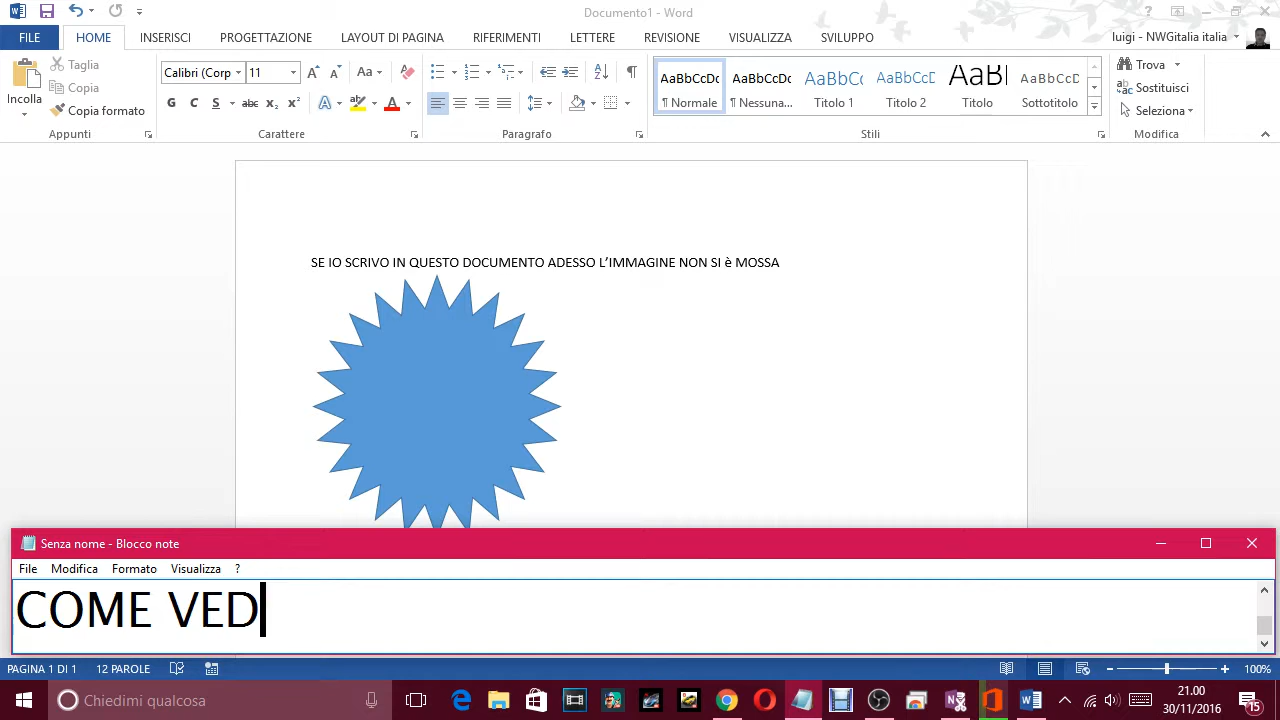 Documento1 - Word
FILE HOME INSERISCI PROGETTAZIONE LAYOUT DI PAGINA RIFERIMENTI LETTERE REVISIONE VISUALIZZA SVILUPPO luigi - NWGitalia italia
Incolla
Taglia
Copia
Copia formato
Appunti
Calibri (Corp 11
Aa
G C S abc x₂ x² A A
Carattere
Paragrafo
AaBbCcDc AaBbCcDc AaBbCc AaBbCcD AaBl AaBbCcD
¶ Normale ¶ Nessuna... Titolo 1 Titolo 2 Titolo Sottotitolo
Stili
Trova
Sostituisci
Seleziona
Modifica
SE IO SCRIVO IN QUESTO DOCUMENTO ADESSO L’IMMAGINE NON SI è MOSSA
Senza nome - Blocco note
File Modifica Formato Visualizza ?
COME VED
PAGINA 1 DI 1 12 PAROLE 100%
Chiedimi qualcosa
21.00
30/11/2016
15